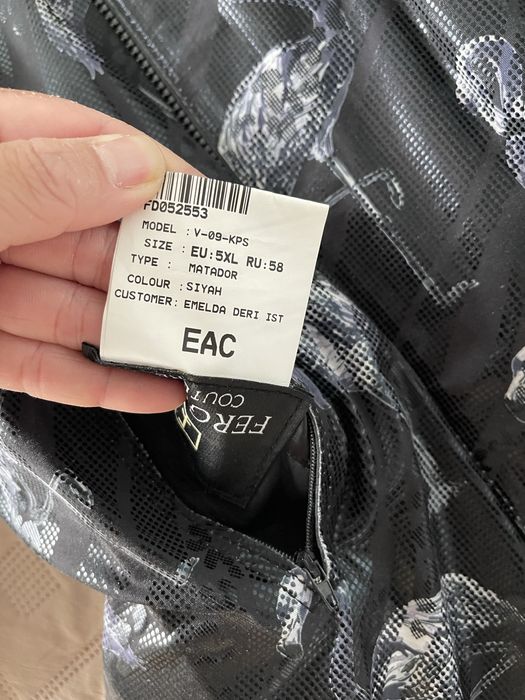 FD052553
MODEL : V-09-KPS
SIZE : EU:5XL RU:58
TYPE : MATADOR
COLOUR : SIYAH
CUSTOMER: EMELDA DERI IST
EAC